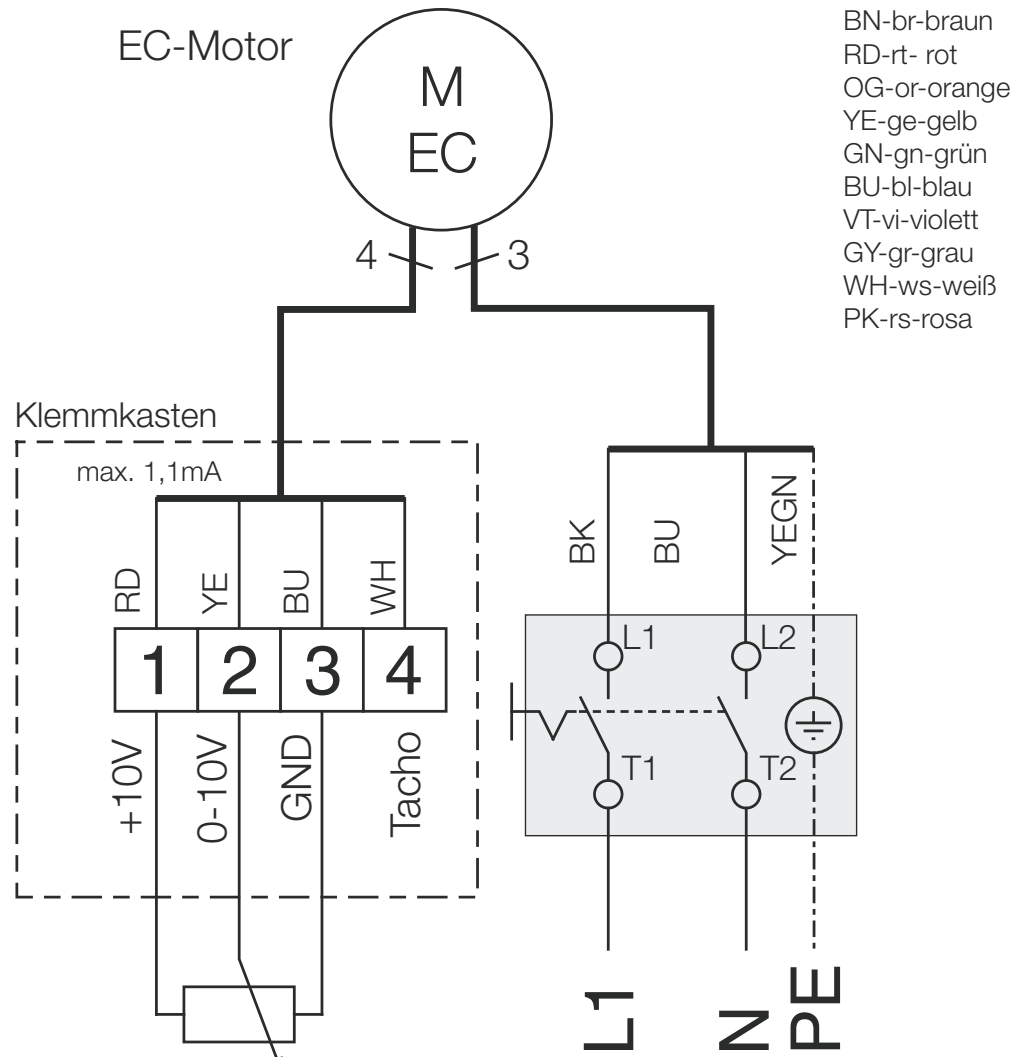 EC-Motor
M
EC
4
3
BN-br-braun
RD-rt- rot
OG-or-orange
YE-ge-gelb
GN-gn-grün
BU-bl-blau
VT-vi-violett
GY-gr-grau
WH-ws-weiß
PK-rs-rosa
Klemmkasten
max. 1,1mA
RD
YE
BU
WH
1 2 3 4
+10V
0-10V
GND
Tacho
BK
BU
YEGN
L1
L2
T1
T2
L1
N
PE